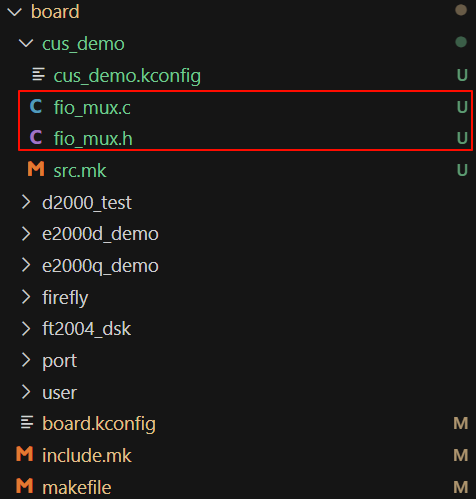 board
cus_demo
cus_demo.kconfig U
C fio_mux.c U
C fio_mux.h U
M src.mk U
d2000_test
e2000d_demo
e2000q_demo
firefly
ft2004_dsk
port
user
board.kconfig M
M include.mk M
M makefile M